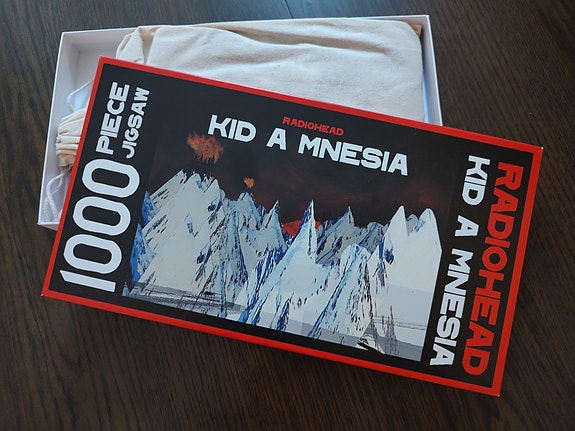 1000
PIECE
JIGSAW
RADIOHEAD
KID A MNESIA
RADIOHEAD
KID A MNESIA